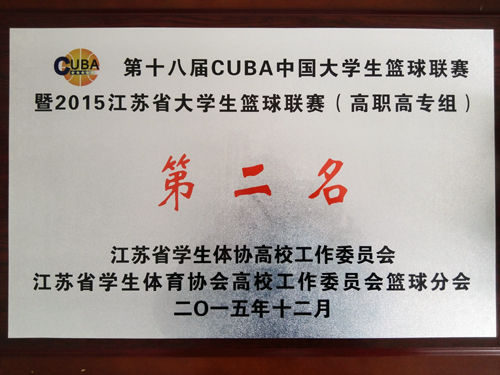 CUBA 第十八届CUBA中国大学生篮球联赛
暨2015江苏省大学生篮球联赛（高职高专组）
第二名
江苏省学生体协高校工作委员会
江苏省学生体育协会高校工作委员会篮球分会
二〇一五年十二月